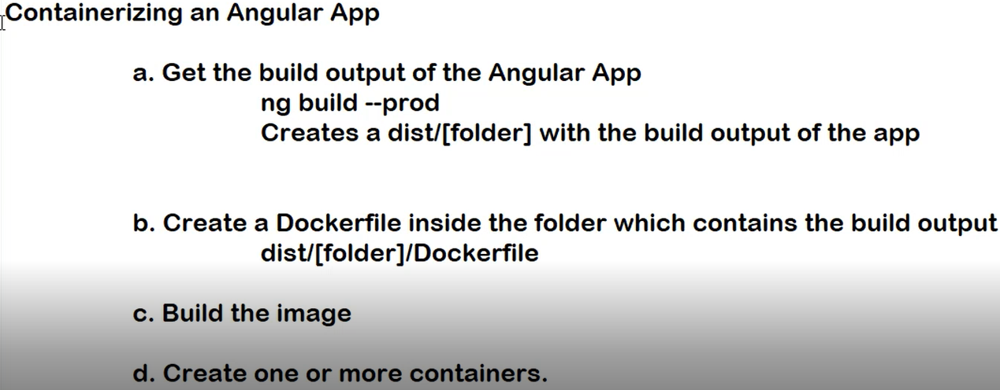 Containerizing an Angular App
a. Get the build output of the Angular App
ng build --prod
Creates a dist/[folder] with the build output of the app
b. Create a Dockerfile inside the folder which contains the build output
dist/[folder]/Dockerfile
c. Build the image
d. Create one or more containers.